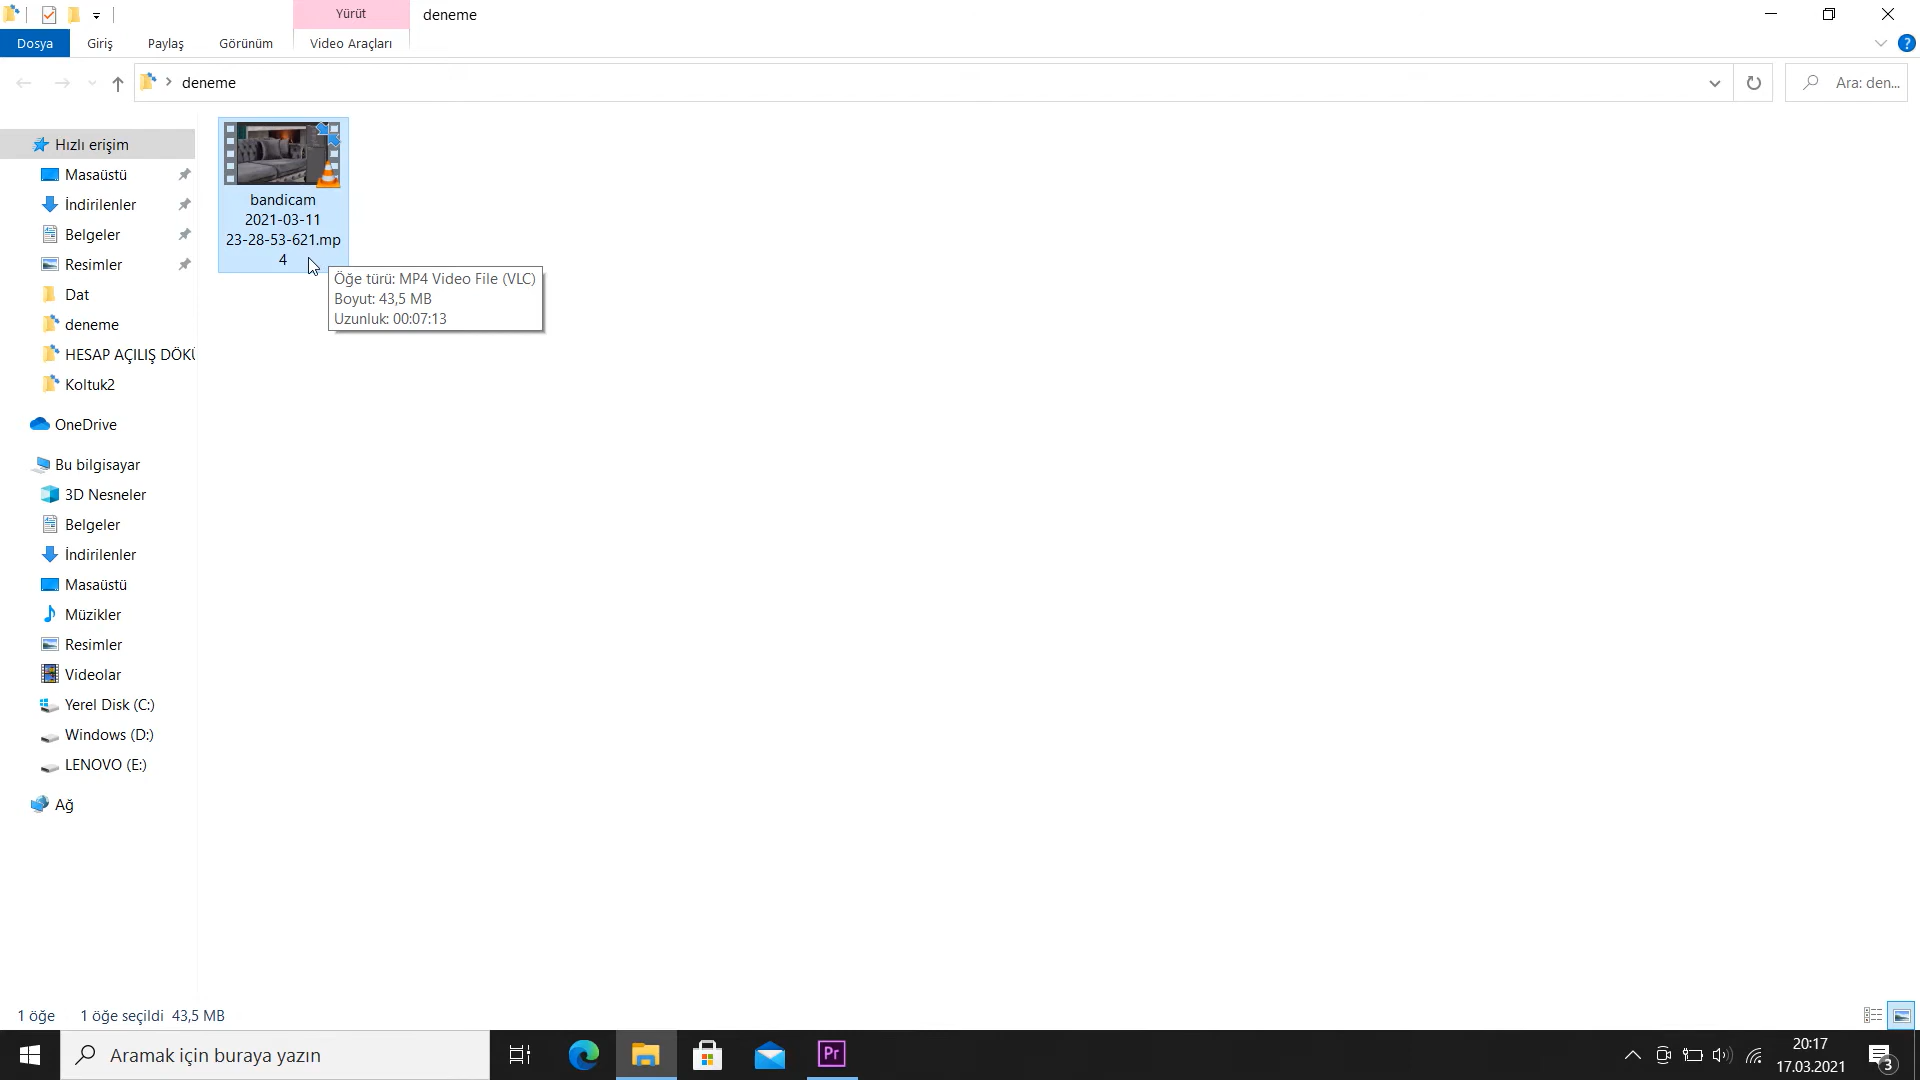 Yürüt
deneme
Dosya
Giriş
Paylaş
Görünüm
Video Araçları
deneme
Ara: den...
Hızlı erişim
Masaüstü
İndirilenler
Belgeler
Resimler
Dat
deneme
HESAP AÇILIŞ DÖKÜ
Koltuk2
OneDrive
Bu bilgisayar
3D Nesneler
Belgeler
İndirilenler
Masaüstü
Müzikler
Resimler
Videolar
Yerel Disk (C:)
Windows (D:)
LENOVO (E:)
Ağ
bandicam
2021-03-11
23-28-53-621.mp
4
Öğe türü: MP4 Video File (VLC)
Boyut: 43,5 MB
Uzunluk: 00:07:13
1 öğe
1 öğe seçildi 43,5 MB
Aramak için buraya yazın
Pr
20:17
17.03.2021
3